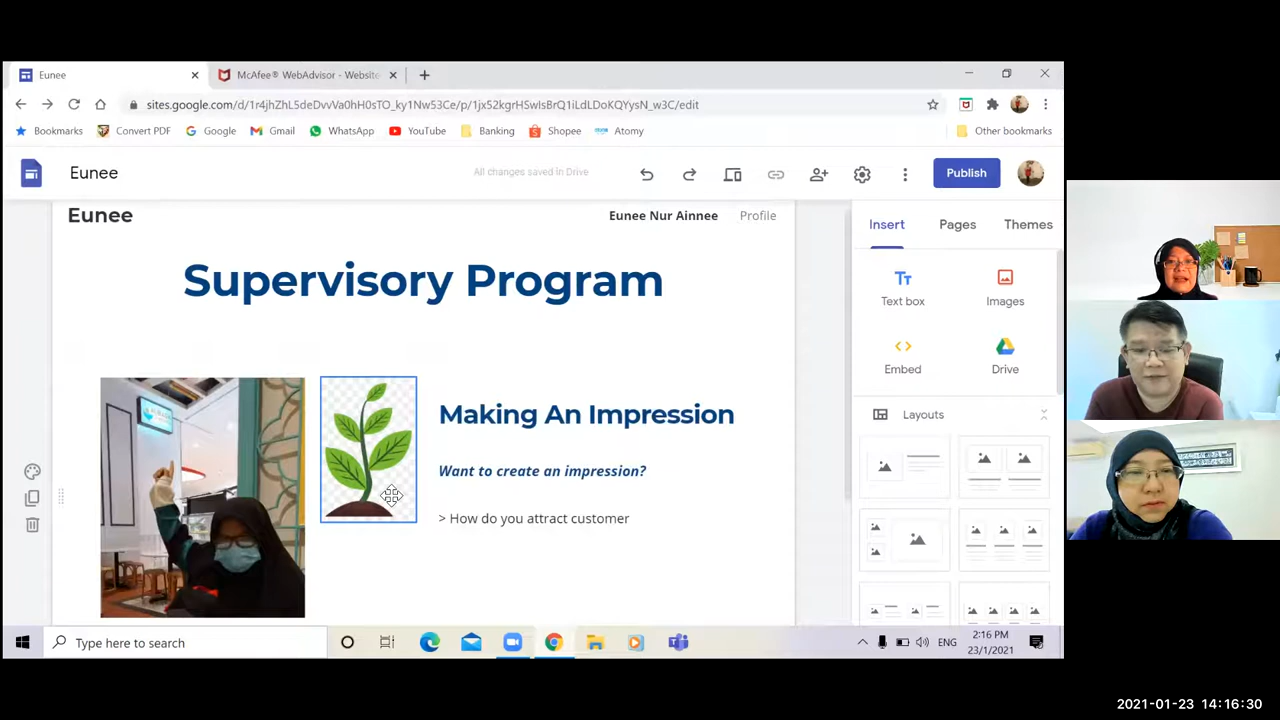 Eunee
McAfee® WebAdvisor - Website
sites.google.com/d/1r4jhZhL5deDvvVa0hH0sTO_ky1Nw53Ce/p/1jx52kgrHSwIsBrQ1iLdLDoKQYysN_w3C/edit
Bookmarks
Convert PDF
Google
Gmail
WhatsApp
YouTube
Banking
Shopee
Atomy
Other bookmarks
Eunee
All changes saved in Drive
Publish
Eunee
Eunee Nur Ainnee
Profile
Insert
Pages
Themes
Supervisory Program
Text box
Images
Embed
Drive
Making An Impression
Layouts
Want to create an impression?
> How do you attract customer
Type here to search
ENG
2:16 PM
23/1/2021
2021-01-23 14:16:30